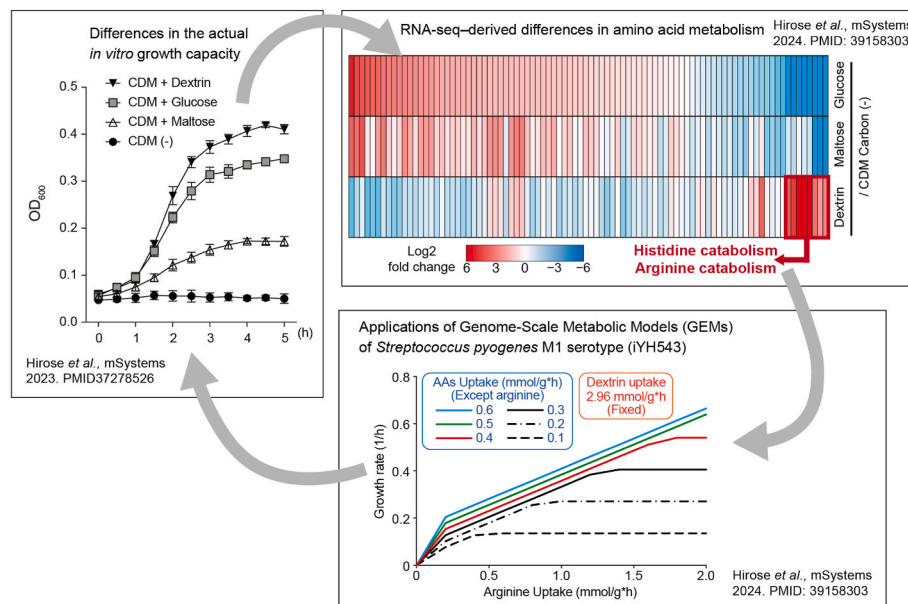 Differences in the actual
in vitro growth capacity
CDM + Dextrin
CDM + Glucose
CDM + Maltose
CDM (-)
OD600
0.5
0.4
0.3
0.2
0.1
0.0
0 1 2 3 4 5 (h)
Hirose et al., mSystems
2023. PMID37278526
RNA-seq–derived differences in amino acid metabolism
Hirose et al., mSystems
2024. PMID: 39158303
Glucose
Maltose
Dextrin
/ CDM Carbon (-)
Log2
fold change
6 3 0 −3 −6
Histidine catabolism
Arginine catabolism
Applications of Genome-Scale Metabolic Models (GEMs)
of Streptococcus pyogenes M1 serotype (iYH543)
AAs Uptake (mmol/g*h)
(Except arginine)
0.6 0.3
0.5 0.2
0.4 0.1
Dextrin uptake
2.96 mmol/g*h
(Fixed)
Growth rate (1/h)
0.8
0.6
0.4
0.2
0
0 0.5 1.0 1.5 2.0
Arginine Uptake (mmol/g*h)
Hirose et al., mSystems
2024. PMID: 39158303